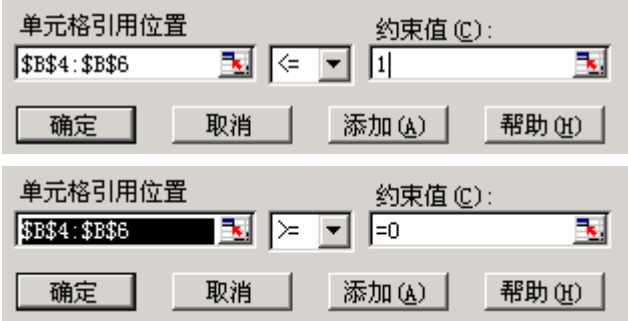 单元格引用位置 约束值(C):
$B$4:$B$6 <= 1
确定 取消 添加(A) 帮助(H)
单元格引用位置 约束值(C):
$B$4:$B$6 >= =0
确定 取消 添加(A) 帮助(H)